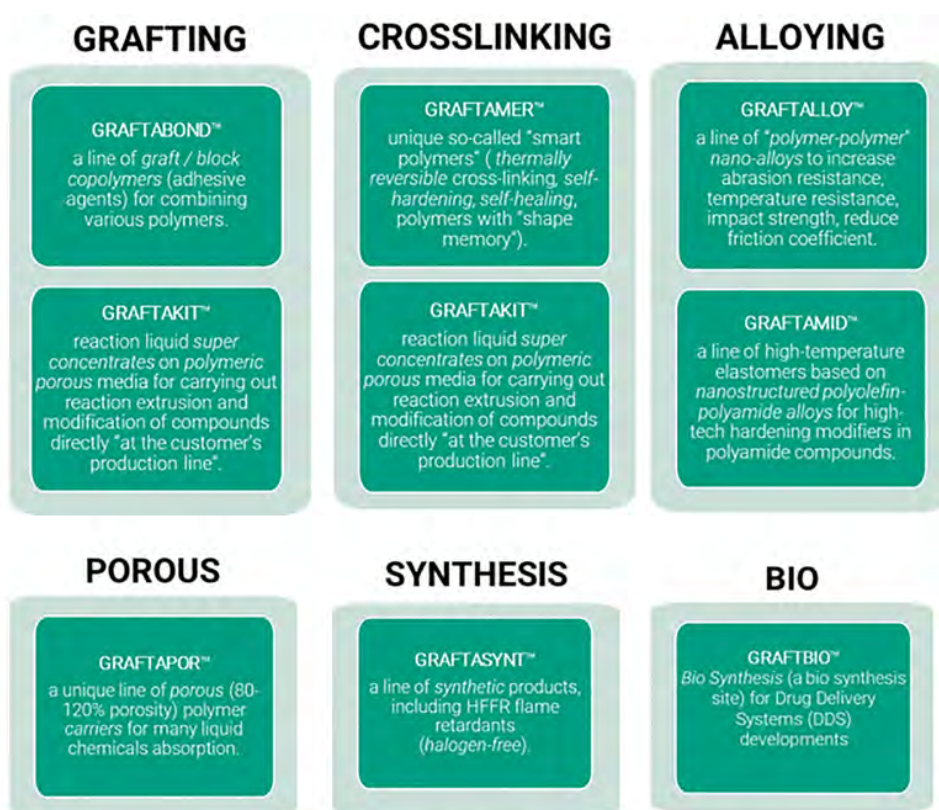 GRAFTING
GRAFTABOND™
a line of graft / block
copolymers (adhesive
agents) for combining
various polymers.
GRAFTAKIT™
reaction liquid super
concentrates on polymeric
porous media for carrying out
reaction extrusion and
modification of compounds
directly "at the customer's
production line".
CROSSLINKING
GRAFTAMER™
unique so-called "smart
polymers" ( thermally
reversible cross-linking, self-
hardening, self-healing,
polymers with "shape
memory").
GRAFTAKIT™
reaction liquid super
concentrates on polymeric
porous media for carrying out
reaction extrusion and
modification of compounds
directly "at the customer's
production line".
ALLOYING
GRAFTALLOY™
a line of "polymer-polymer"
nano-alloys to increase
abrasion resistance,
temperature resistance,
impact strength, reduce
friction coefficient.
GRAFTAMID™
a line of high-temperature
elastomers based on
nanostructured polyolefin-
polyamide alloys for high-
tech hardening modifiers in
polyamide compounds.
POROUS
GRAFTAPOR™
a unique line of porous (80-
120% porosity) polymer
carriers for many liquid
chemicals absorption.
SYNTHESIS
GRAFTASYNT™
a line of synthetic products,
including HFFR flame
retardants
(halogen-free).
BIO
GRAFTBIO™
Bio Synthesis (a bio synthesis
site) for Drug Delivery
Systems (DDS)
developments